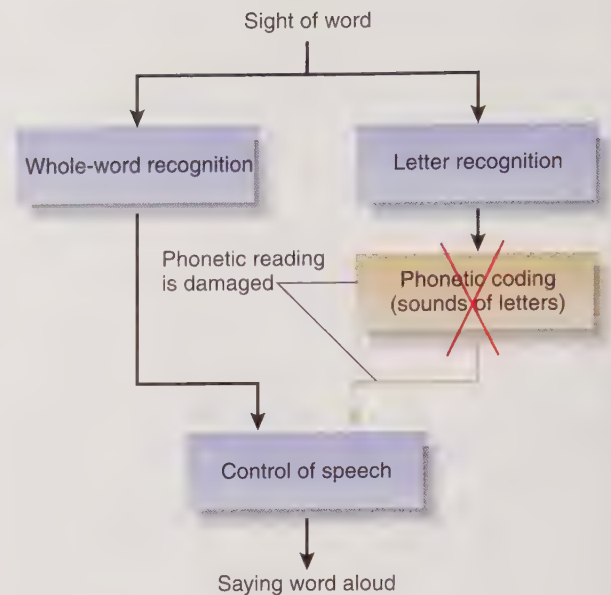 Sight of word
Whole-word recognition
Letter recognition
Phonetic reading
is damaged
Phonetic coding
(sounds of letters)
Control of speech
Saying word aloud